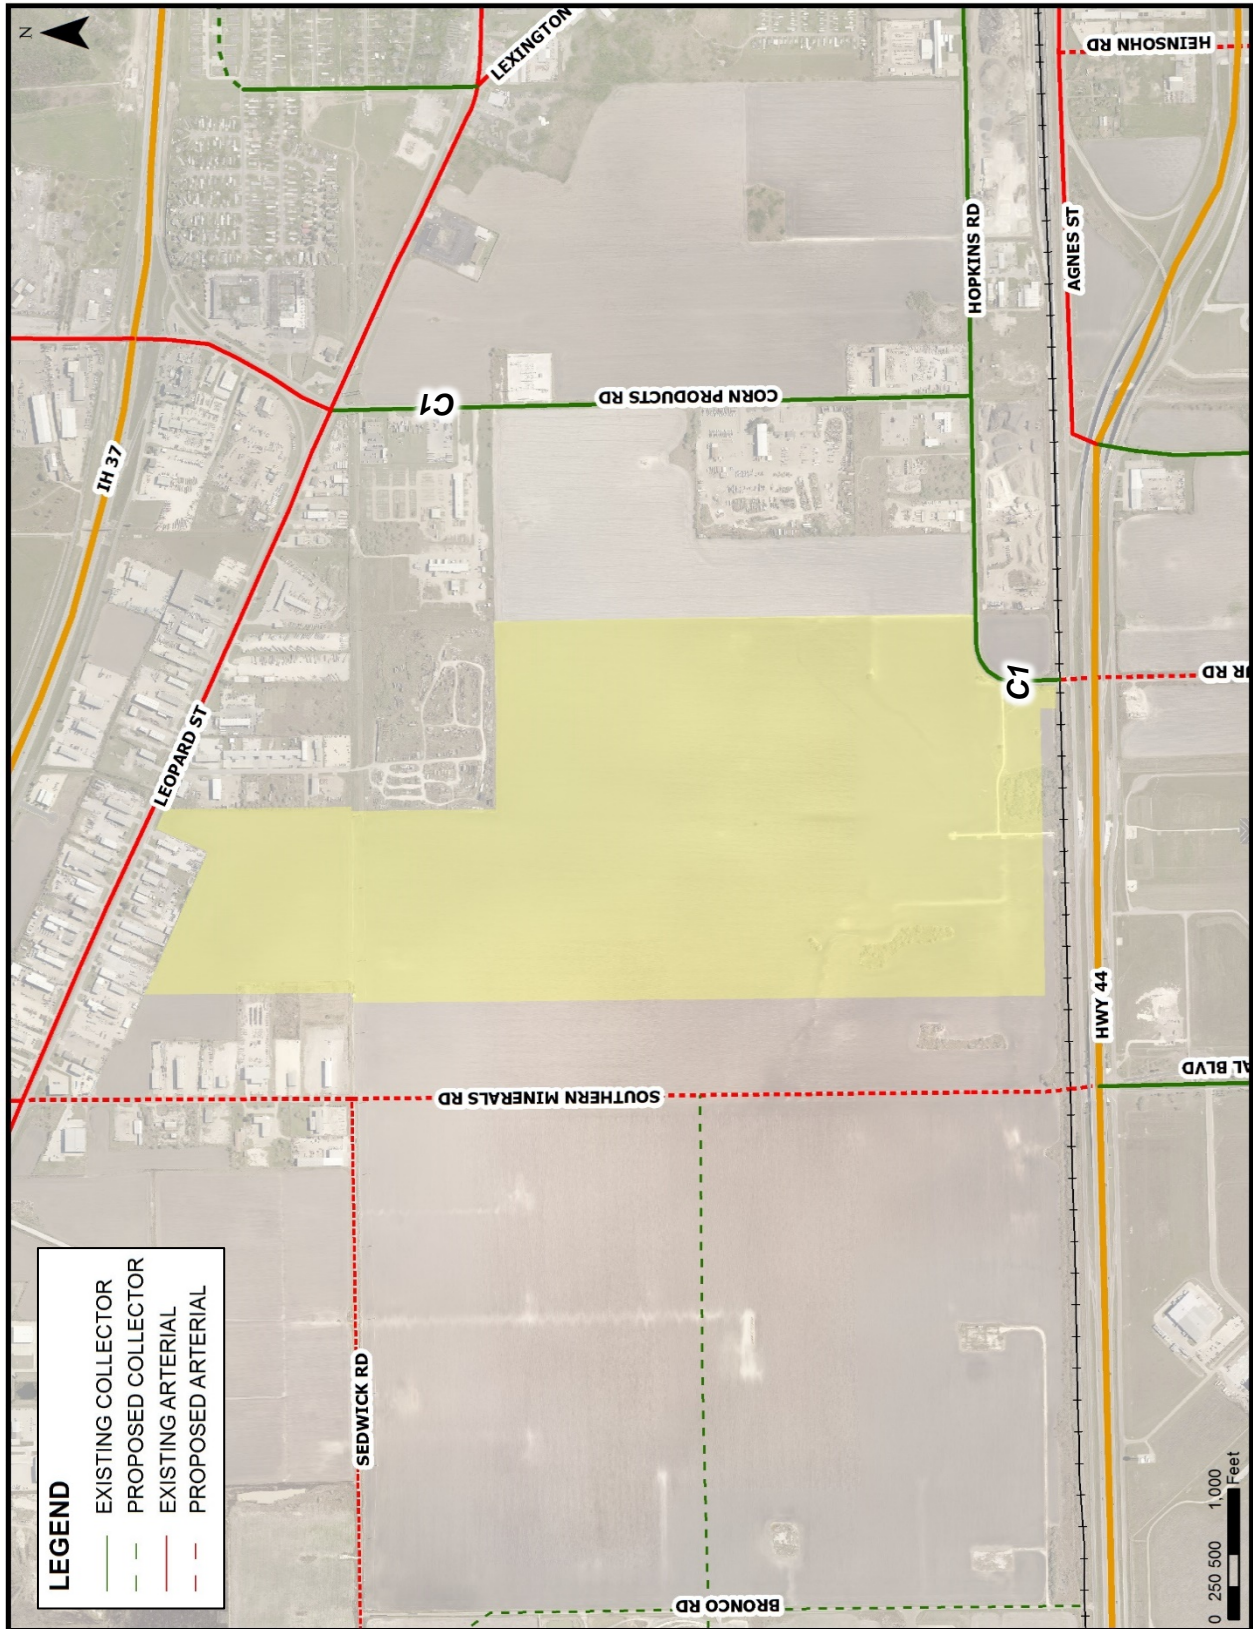 N
LEXINGTON
HEINSOHN RD
HOPKINS RD
AGNES ST
CORN PRODUCTS RD
C1
IH 37
LEOPARD ST
C1
UR RD
HWY 44
AL BLVD
SOUTHERN MINERALS RD
SEDWICK RD
BRONCO RD
LEGEND
EXISTING COLLECTOR
PROPOSED COLLECTOR
EXISTING ARTERIAL
PROPOSED ARTERIAL
0 250 500 1,000
Feet